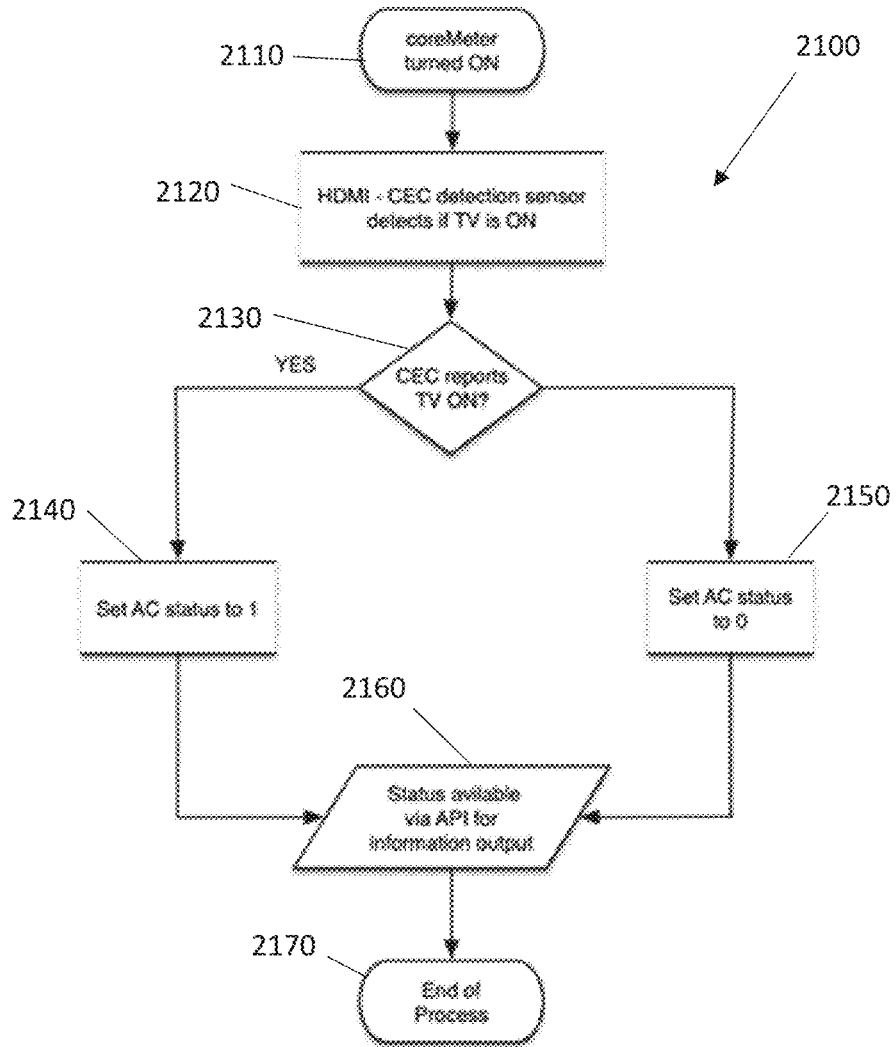 coreMeter
turned ON
2110
2100
2120
HDMI - CEC detection sensor
detects if TV is ON
2130
YES
CEC reports
TV ON?
2140
2150
Set AC status to 1
Set AC status
to 0
2160
Status avilable
via API for
information output
2170
End of
Process